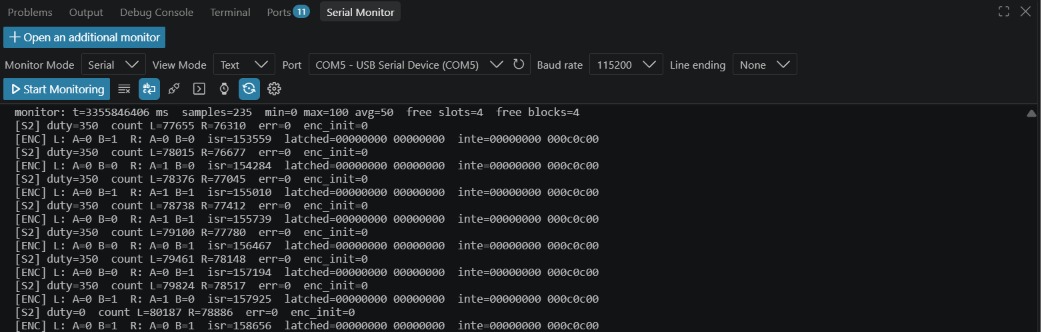 Problems Output Debug Console Terminal Ports 11 Serial Monitor
Open an additional monitor
Monitor Mode Serial View Mode Text Port COM5 - USB Serial Device (COM5) Baud rate 115200 Line ending None
Start Monitoring
monitor: t=3355846406 ms samples=235 min=0 max=100 avg=50 free slots=4 free blocks=4
[S2] duty=350 count L=77655 R=76310 err=0 enc_init=0
[ENC] L: A=0 B=1 R: A=0 B=0 isr=153559 latched=00000000 00000000 inte=00000000 000c0c00
[S2] duty=350 count L=78015 R=76677 err=0 enc_init=0
[ENC] L: A=0 B=0 R: A=1 B=0 isr=154284 latched=00000000 00000000 inte=00000000 000c0c00
[S2] duty=350 count L=78376 R=77045 err=0 enc_init=0
[ENC] L: A=0 B=1 R: A=1 B=1 isr=155010 latched=00000000 00000000 inte=00000000 000c0c00
[S2] duty=350 count L=78738 R=77412 err=0 enc_init=0
[ENC] L: A=0 B=0 R: A=1 B=1 isr=155739 latched=00000000 00000000 inte=00000000 000c0c00
[S2] duty=350 count L=79100 R=77780 err=0 enc_init=0
[ENC] L: A=0 B=0 R: A=0 B=1 isr=156467 latched=00000000 00000000 inte=00000000 000c0c00
[S2] duty=350 count L=79461 R=78148 err=0 enc_init=0
[ENC] L: A=0 B=0 R: A=0 B=1 isr=157194 latched=00000000 00000000 inte=00000000 000c0c00
[S2] duty=350 count L=79824 R=78517 err=0 enc_init=0
[ENC] L: A=0 B=1 R: A=1 B=0 isr=157925 latched=00000000 00000000 inte=00000000 000c0c00
[S2] duty=0 count L=80187 R=78886 err=0 enc_init=0
[ENC] L: A=0 B=1 R: A=0 B=1 isr=158656 latched=00000000 00000000 inte=00000000 000c0c00